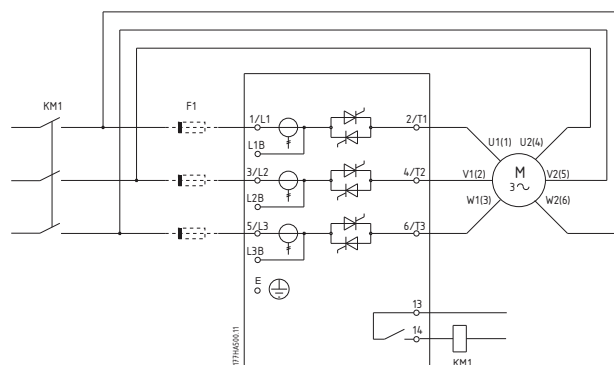 KM1
F1
1/L1
2/T1
L1B
3/L2
4/T2
L2B
5/L3
6/T3
L3B
E
U1(1)
U2(4)
V1(2)
M
3
V2(5)
W1(3)
W2(6)
13
14
KM1
177HA500.11